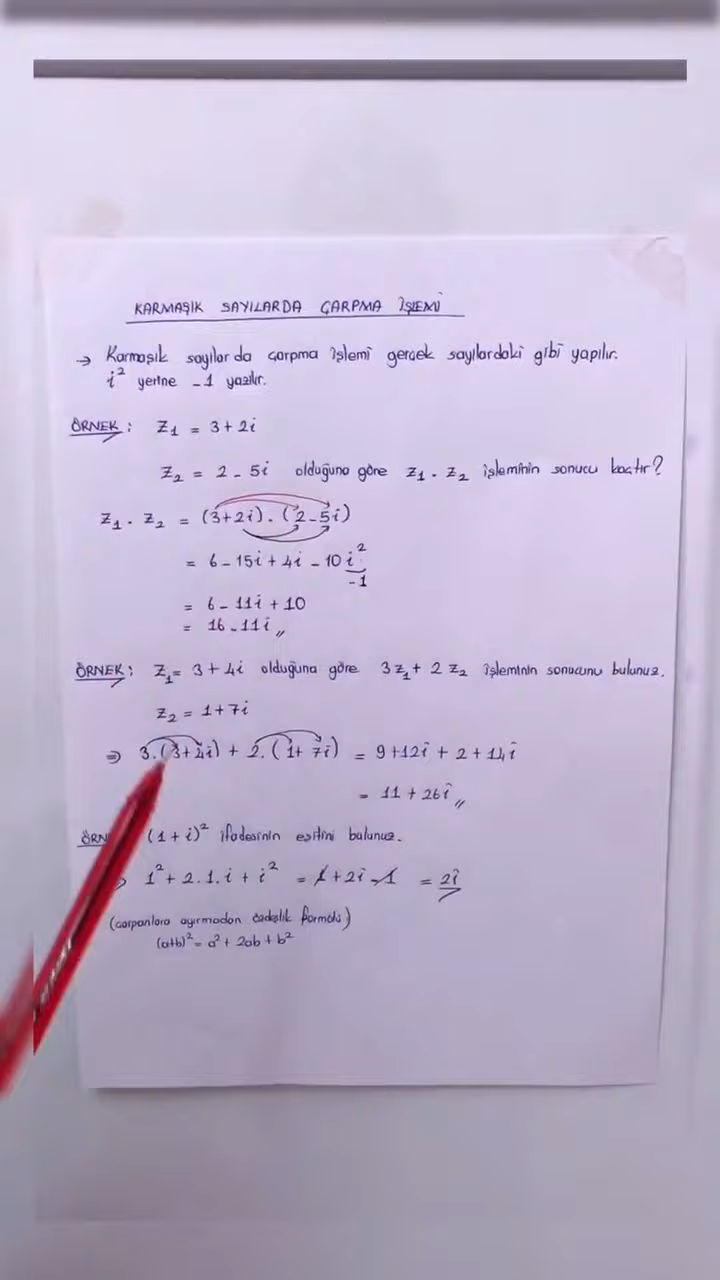 KARMAŞIK SAYILARDA ÇARPMA İŞLEMİ
→ Karmaşık sayılarda çarpma işlemi gerçek sayılardaki gibi yapılır.
i² yerine -1 yazılır.
ÖRNEK: Z₁ = 3+2i
Z₂ = 2-5i olduğuna göre Z₁ . Z₂ işleminin sonucu kaçtır?
Z₁ . Z₂ = (3+2i) . (2-5i)
= 6-15i+4i-10i²
-1
= 6-11i+10
= 16-11i,,
ÖRNEK: Z₁= 3+4i olduğuna göre 3Z₁+2Z₂ işleminin sonucunu bulunuz.
Z₂ = 1+7i
⇒ 3.(3+4i) + 2.(1+7i) = 9+12i+2+14i
= 11+26i,,
ÖRN (1+i)² ifadesinin eşitini bulunuz.
1²+2.1.i+i² = 1+2i-1 = 2i
(çarpanlara ayırmadan özdeşlik formülü)
(a+b)² = a²+2ab+b²